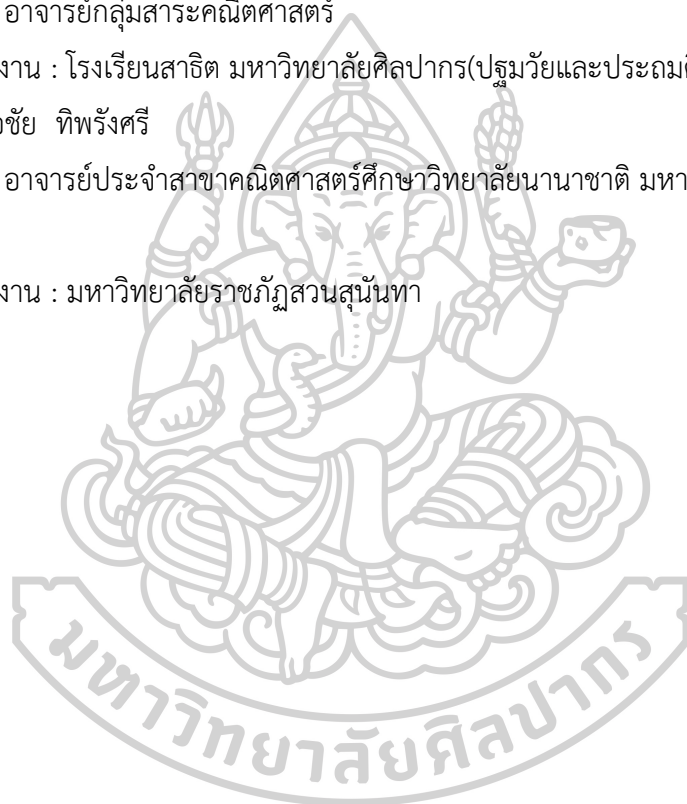 อาจารย์กลุ่มสาระคณิตศาสตร์
งาน : โรงเรียนสาธิต มหาวิทยาลัยศิลปากร(ปฐมวัยและประถมศ
ชัย ทิพรังศรี
อาจารย์ประจำสาขาคณิตศาสตร์ศึกษาวิทยาลัยนานาชาติ มหา
งาน : มหาวิทยาลัยราชภัฏสวนสุนันทา
มหาวิทยาลัยศิลปากร